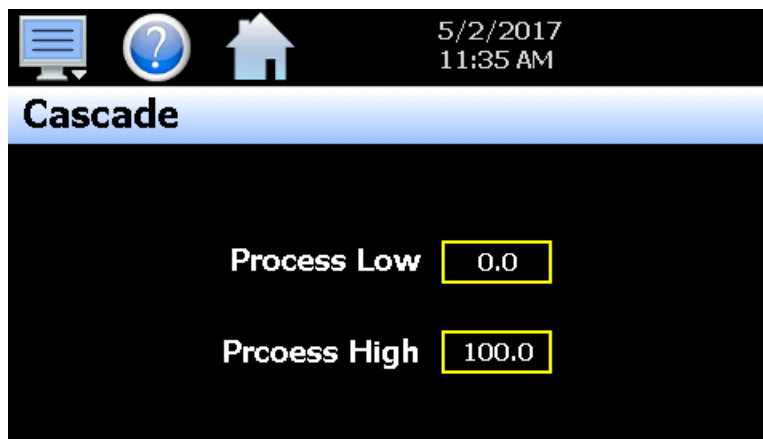 5/2/2017
11:35 AM
?
Cascade
Process Low 0.0
Prcoess High 100.0